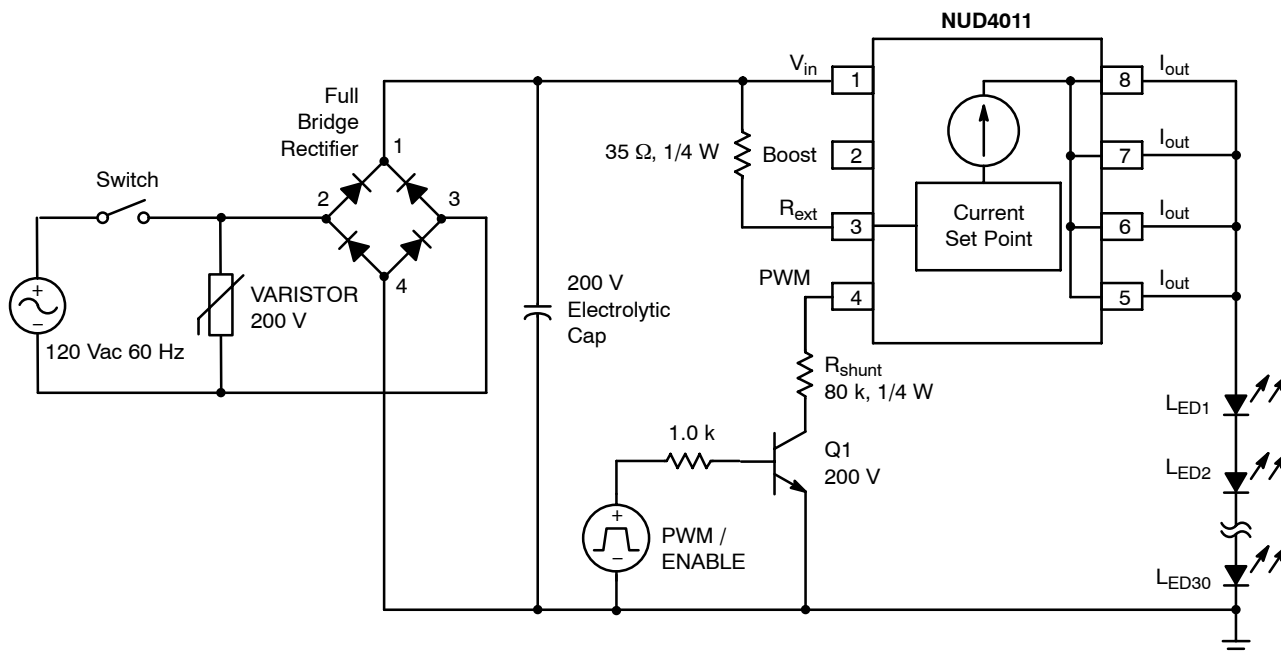 NUD4011
Full
Bridge
Rectifier
Switch
1
2
3
4
+
−
120 Vac 60 Hz
VARISTOR
200 V
200 V
Electrolytic
Cap
35 Ω, 1/4 W
Vin
1
Boost
2
Rext
3
PWM
4
Current
Set Point
8
Iout
7
Iout
6
Iout
5
Iout
Rshunt
80 k, 1/4 W
1.0 k
Q1
200 V
+
−
PWM /
ENABLE
LED1
LED2
LED30